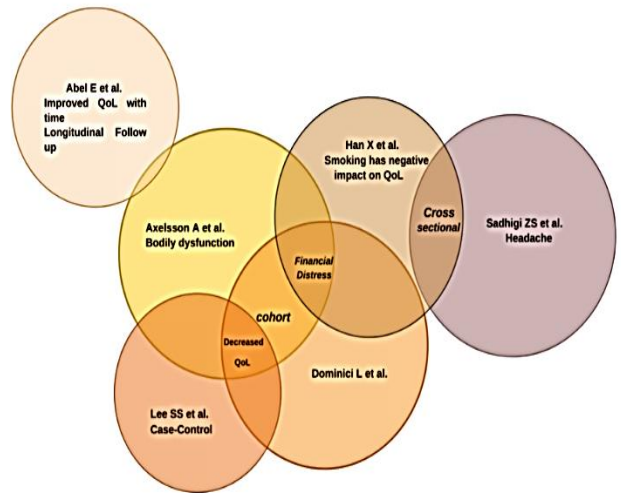 Abel E et al.
Improved QoL with
time
Longitudinal Follow
up
Han X et al.
Smoking has negative
impact on QoL
Cross
sectional
Sadhigi ZS et al.
Headache
Axelsson A et al.
Bodily dysfunction
Financial
Distress
cohort
Decreased
QoL
Dominici L et al.
Lee SS et al.
Case-Control